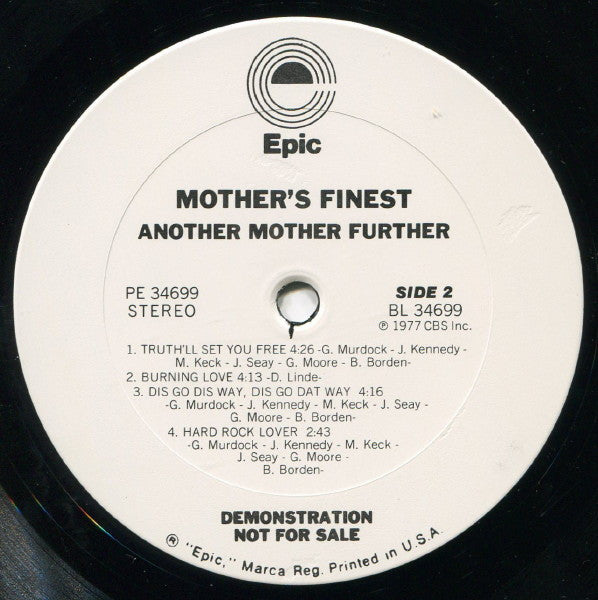 Epic
MOTHER'S FINEST
ANOTHER MOTHER FURTHER
PE 34699
STEREO
SIDE 2
BL 34699
℗ 1977 CBS Inc.
1. TRUTH'LL SET YOU FREE 4:26 -G. Murdock - J. Kennedy -
M. Keck - J. Seay - G. Moore - B. Borden-
2. BURNING LOVE 4:13 -D. Linde-
3. DIS GO DIS WAY, DIS GO DAT WAY 4:16
-G. Murdock - J. Kennedy - M. Keck - J. Seay -
G. Moore - B. Borden-
4. HARD ROCK LOVER 2:43
-G. Murdock - J. Kennedy - M. Keck -
J. Seay - G. Moore -
B. Borden-
DEMONSTRATION
NOT FOR SALE
® "Epic," Marca Reg. Printed in U.S.A.